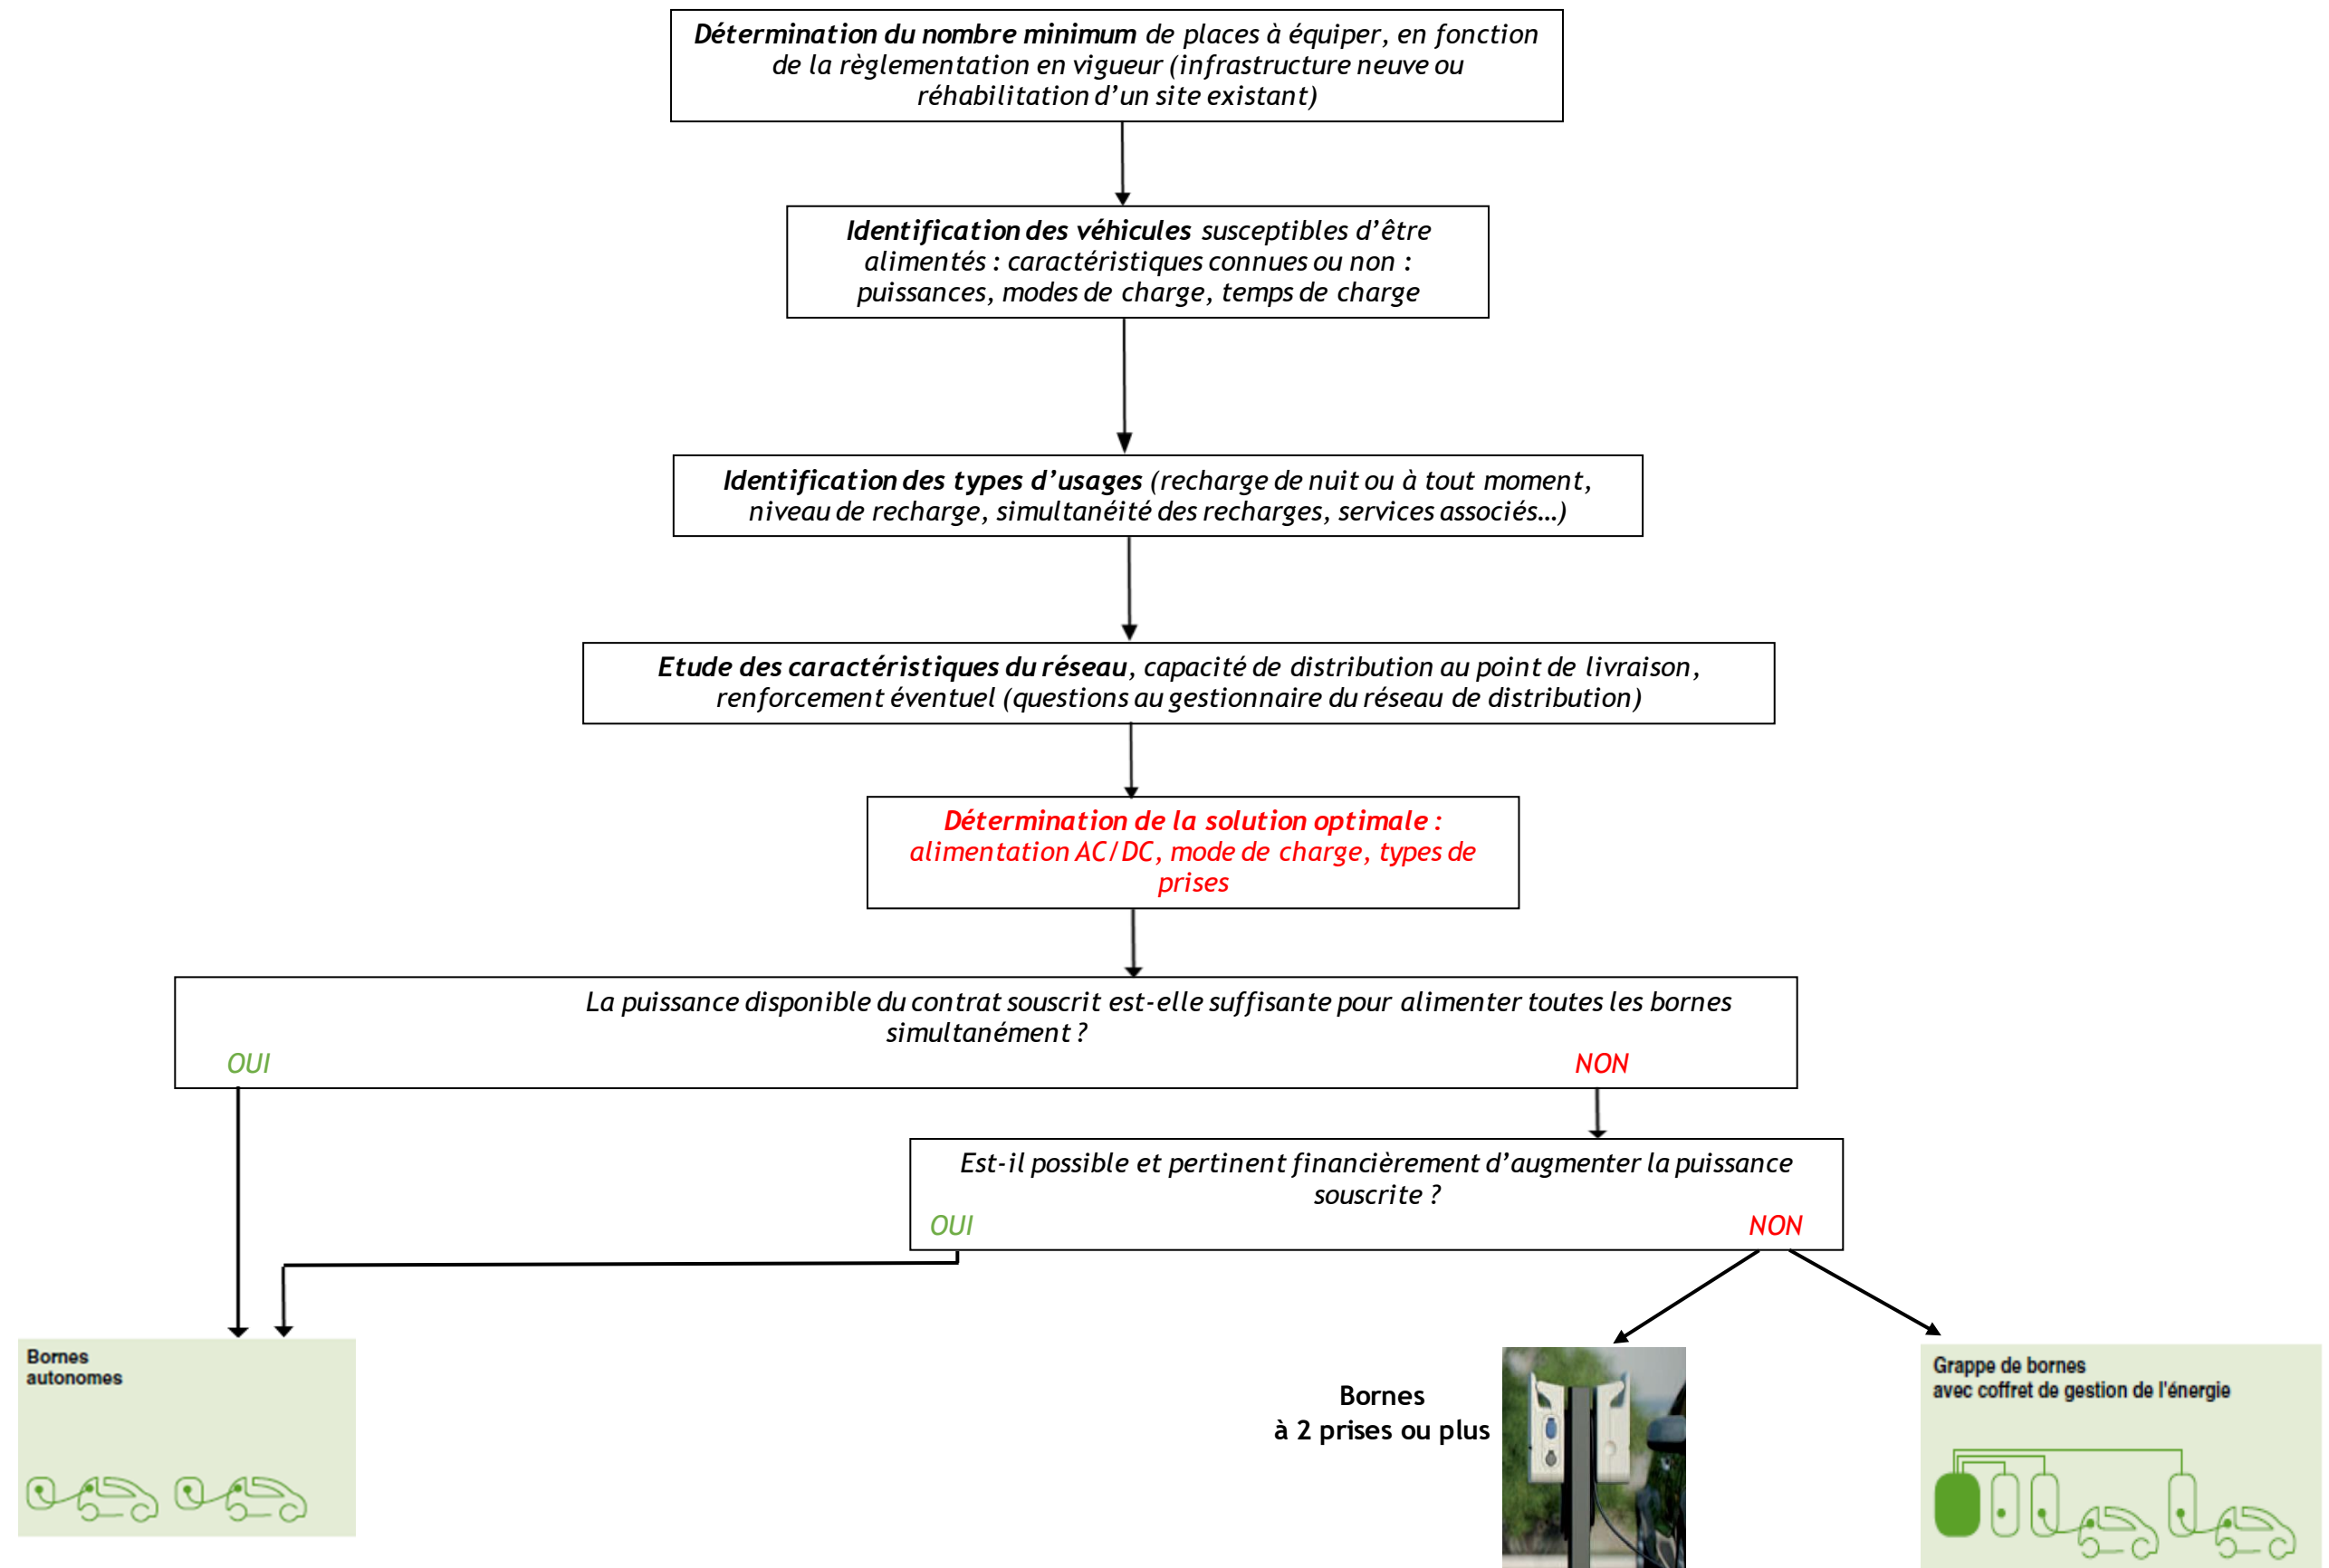 Détermination du nombre minimum de places à équiper, en fonction
de la règlementation en vigueur (infrastructure neuve ou
réhabilitation d’un site existant)
Identification des véhicules susceptibles d’être
alimentés : caractéristiques connues ou non :
puissances, modes de charge, temps de charge
Identification des types d’usages (recharge de nuit ou à tout moment,
niveau de recharge, simultanéité des recharges, services associés…)
Etude des caractéristiques du réseau, capacité de distribution au point de livraison,
renforcement éventuel (questions au gestionnaire du réseau de distribution)
Détermination de la solution optimale :
alimentation AC/DC, mode de charge, types de
prises
La puissance disponible du contrat souscrit est-elle suffisante pour alimenter toutes les bornes
simultanément ?
OUI NON
Est-il possible et pertinent financièrement d’augmenter la puissance
souscrite ?
OUI NON
Bornes
autonomes
Bornes
à 2 prises ou plus
Grappe de bornes
avec coffret de gestion de l'énergie